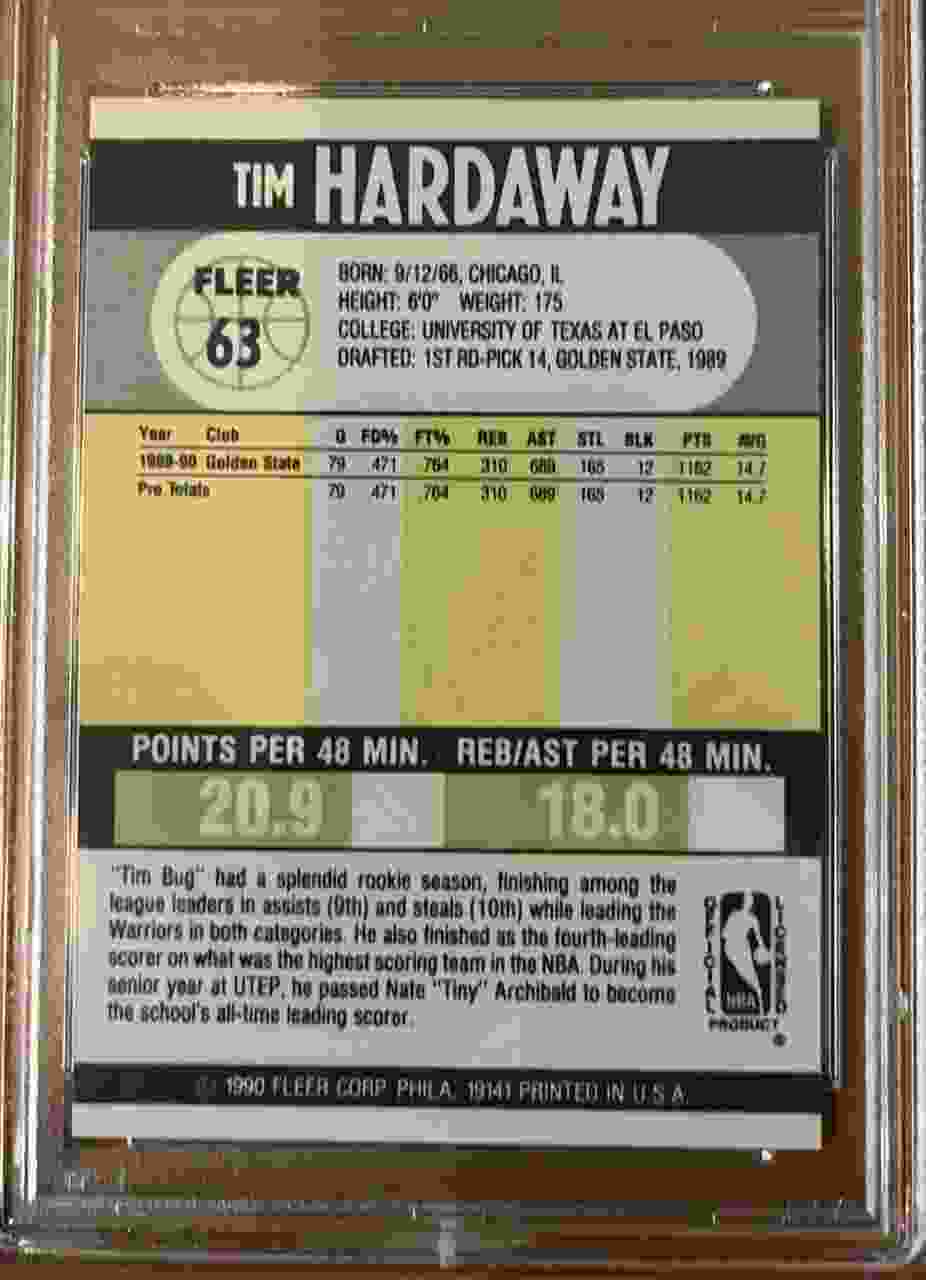 TIM HARDAWAY
FLEER
63
BORN: 9/12/66, CHICAGO, IL
HEIGHT: 6'0" WEIGHT: 175
COLLEGE: UNIVERSITY OF TEXAS AT EL PASO
DRAFTED: 1ST RD-PICK 14, GOLDEN STATE, 1989
Year Club G FG% FT% REB AST STL BLK PTS AVG
1989-90 Golden State 79 .471 .764 310 689 165 12 1162 14.7
Pro Totals 79 .471 .764 310 689 165 12 1162 14.7
POINTS PER 48 MIN. REB/AST PER 48 MIN.
20.9 18.0
"Tim Bug" had a splendid rookie season, finishing among the
league leaders in assists (9th) and steals (10th) while leading the
Warriors in both categories. He also finished as the fourth-leading
scorer on what was the highest scoring team in the NBA. During his
senior year at UTEP, he passed Nate "Tiny" Archibald to become
the school's all-time leading scorer.
OFFICIAL
NBA
LICENSED
PRODUCT
®
© 1990 FLEER CORP. PHILA. 19141 PRINTED IN U.S.A.